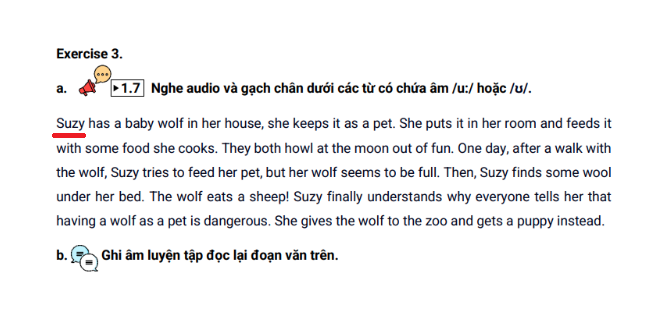 Exercise 3.
a. 1.7 Nghe audio và gạch chân dưới các từ có chứa âm /u:/ hoặc /ʊ/.
Suzy has a baby wolf in her house, she keeps it as a pet. She puts it in her room and feeds it
with some food she cooks. They both howl at the moon out of fun. One day, after a walk with
the wolf, Suzy tries to feed her pet, but her wolf seems to be full. Then, Suzy finds some wool
under her bed. The wolf eats a sheep! Suzy finally understands why everyone tells her that
having a wolf as a pet is dangerous. She gives the wolf to the zoo and gets a puppy instead.
b. Ghi âm luyện tập đọc lại đoạn văn trên.